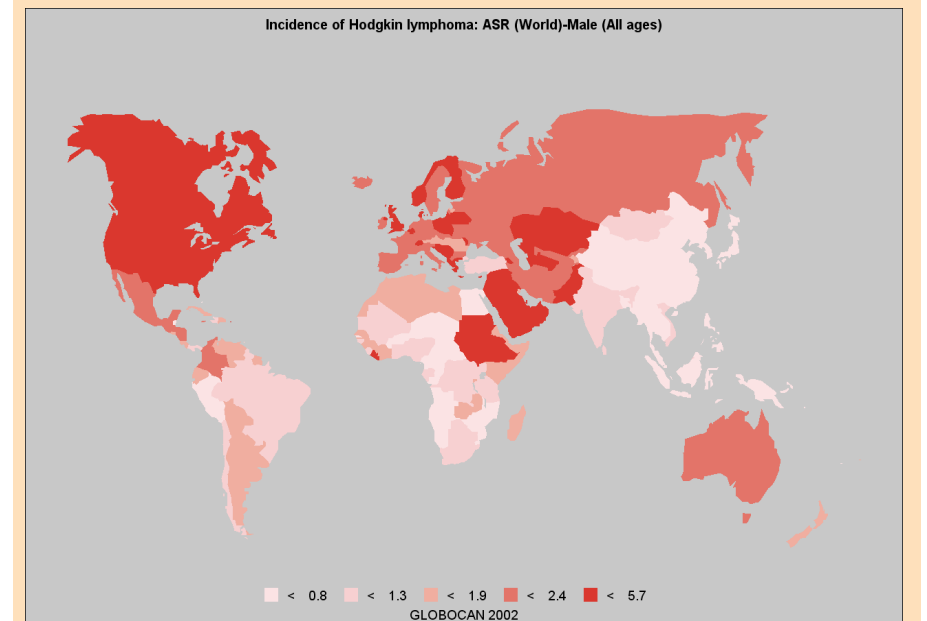 Incidence of Hodgkin lymphoma: ASR (World)-Male (All ages)
< 0.8 < 1.3 < 1.9 < 2.4 < 5.7
GLOBOCAN 2002